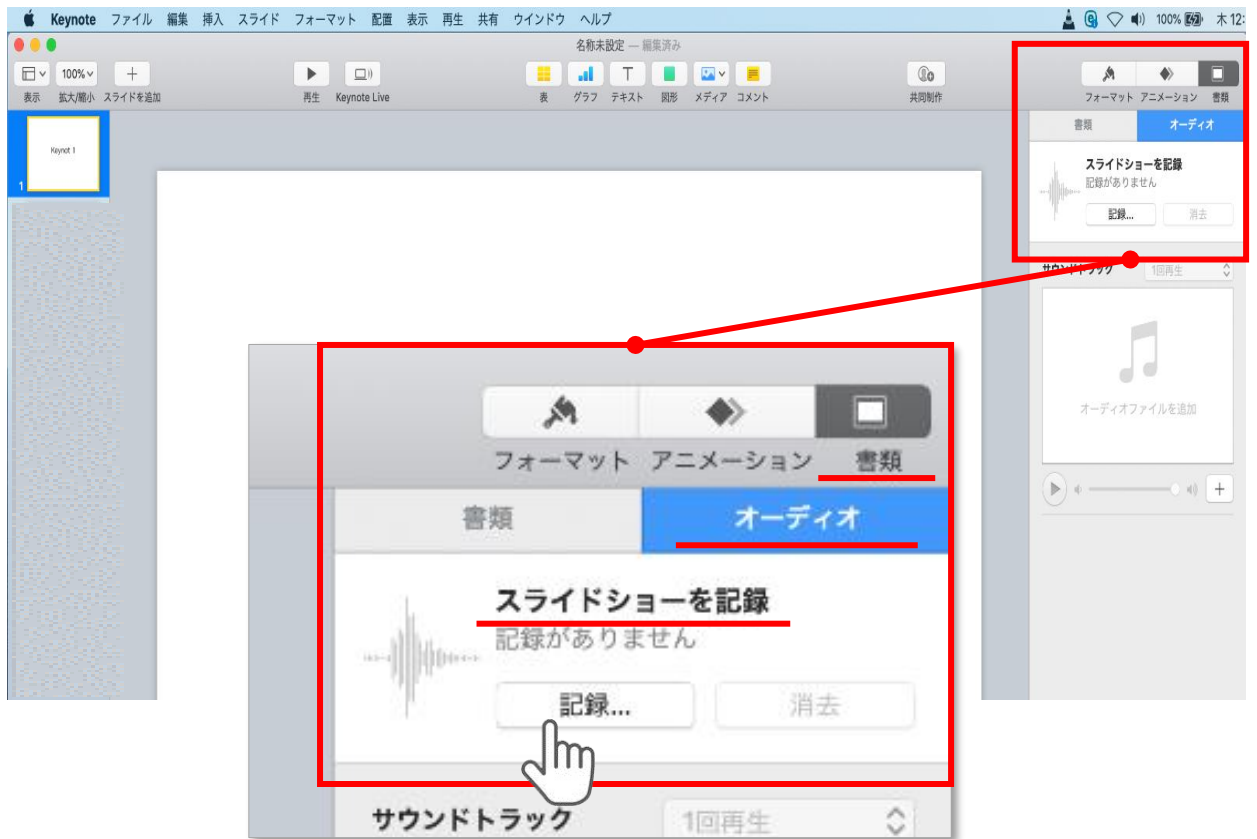 Keynote ファイル 編集 挿入 スライド フォーマット 配置 表示 再生 共有 ウインドウ ヘルプ 100% 木12:
名称未設定 — 編集済み
100%
表示 拡大/縮小 スライドを追加 再生 Keynote Live 表 グラフ テキスト 図形 メディア コメント 共同制作 フォーマット アニメーション 書類
書類 オーディオ
Keynot 1
1
スライドショーを記録
記録がありません
記録... 消去
サウンドトラック 1回再生
オーディオファイルを追加
フォーマット アニメーション 書類
書類 オーディオ
スライドショーを記録
記録がありません
記録... 消去
サウンドトラック 1回再生